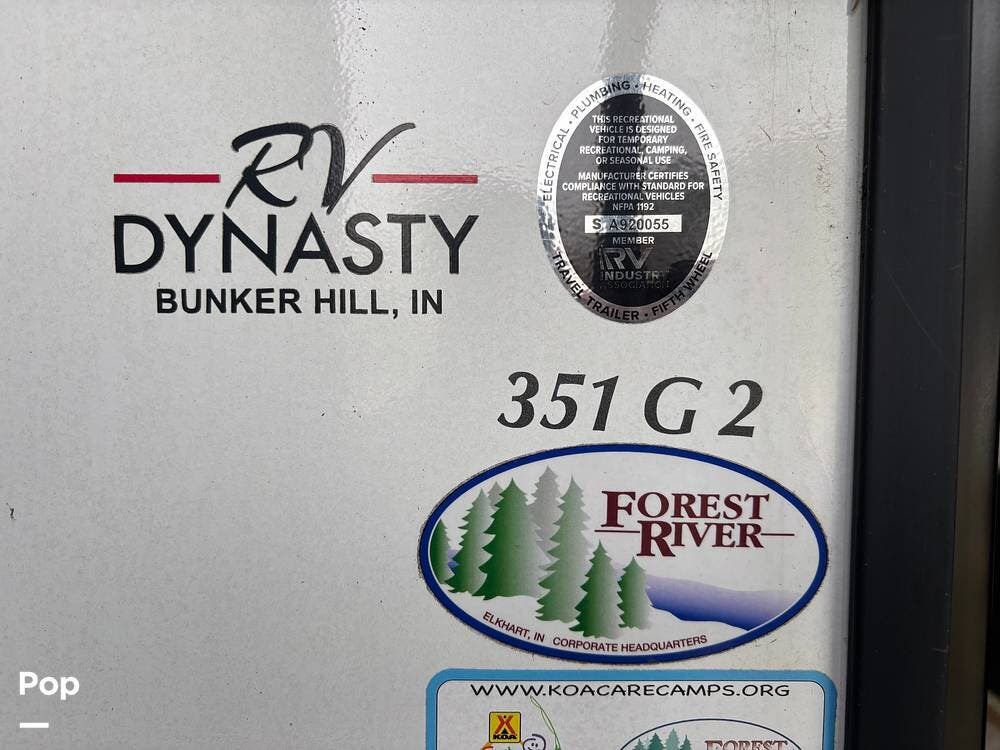 RV
DYNASTY
BUNKER HILL, IN
ELECTRICAL • PLUMBING • HEATING • FIRE SAFETY
THIS RECREATIONAL
VEHICLE IS DESIGNED
FOR TEMPORARY
RECREATIONAL, CAMPING,
OR SEASONAL USE
MANUFACTURER CERTIFIES
COMPLIANCE WITH STANDARD FOR
RECREATIONAL VEHICLES
NFPA 1192
S A920055
MEMBER
RV
INDUSTRY
ASSOCIATION
TRAVEL TRAILER • FIFTH WHEEL
351 G 2
FOREST
RIVER
ELKHART, IN CORPORATE HEADQUARTERS
WWW.KOACARECAMPS.ORG
KOA
FOREST
Pop